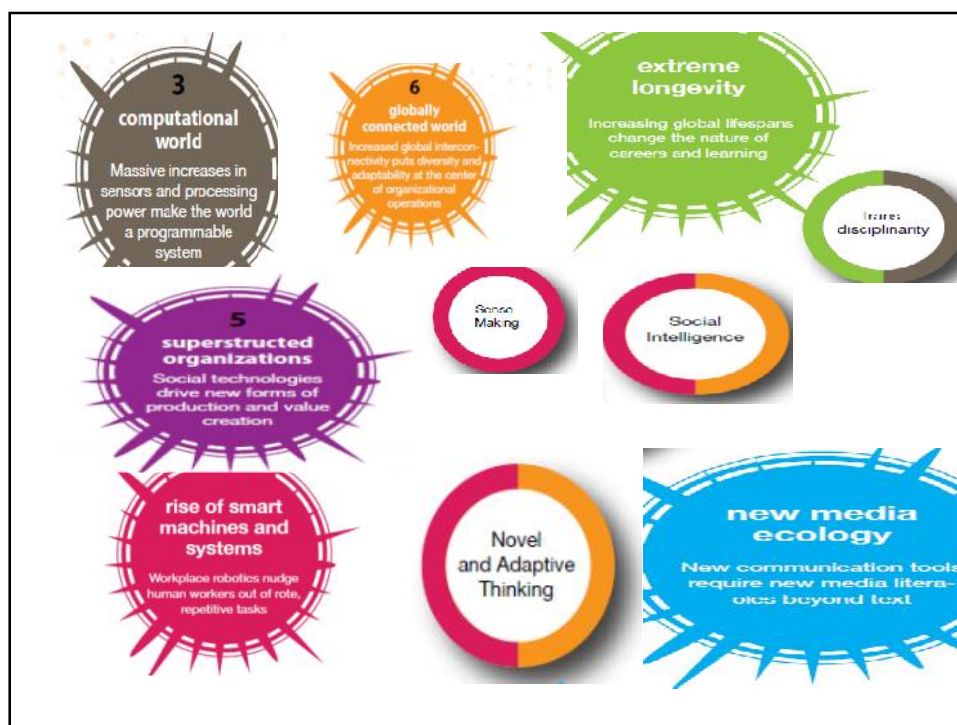 3
computational
world
Massive increases in
sensors and processing
power make the world
a programmable
system
6
globally
connected world
Increased global intercon-
nectivity puts diversity and
adaptability at the center
of organizational
operations
extreme
longevity
Increasing global lifespans
change the nature of
careers and learning
Trans
disciplinarity
5
superstructed
organizations
Social technologies
drive new forms of
production and value
creation
Sense
Making
Social
Intelligence
rise of smart
machines and
systems
Workplace robotics nudge
human workers out of rote,
repetitive tasks
Novel
and Adaptive
Thinking
new media
ecology
New communication tools
require new media litera-
cies beyond text